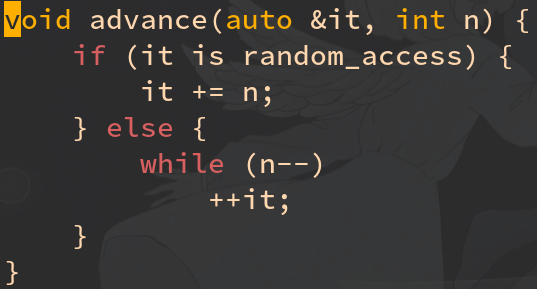 void advance(auto &it, int n) {
    if (it is random_access) {
        it += n;
    } else {
        while (n--)
            ++it;
    }
}